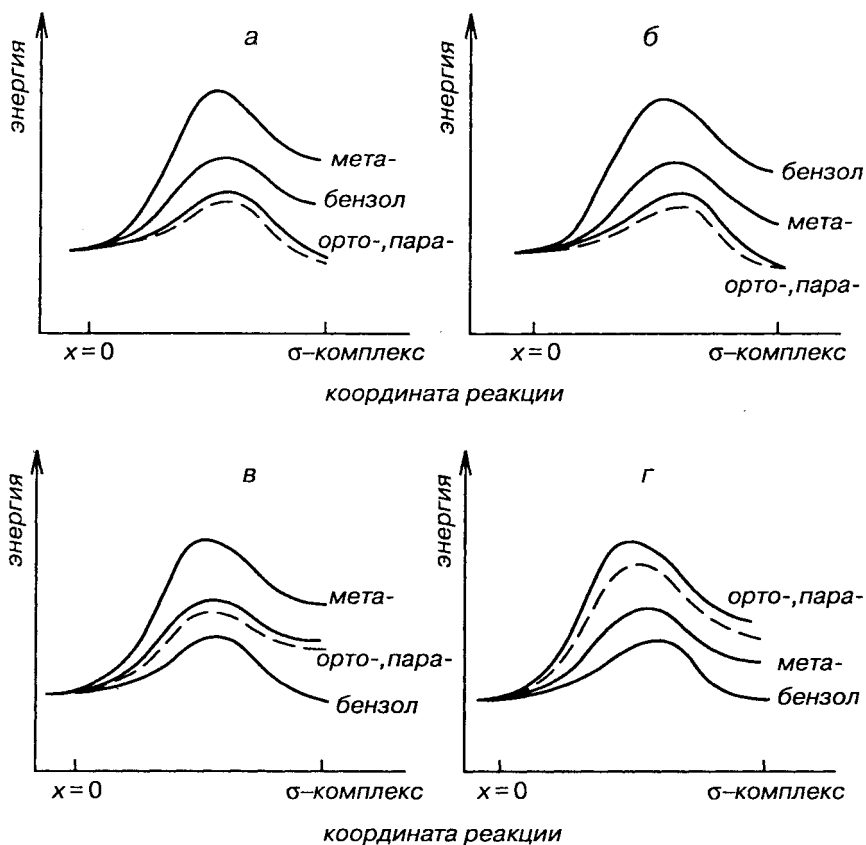 а
энергия
мета-
бензол
орто-,пара-
x = 0
σ–комплекс
б
энергия
бензол
мета-
орто-,пара-
x = 0
σ–комплекс
координата реакции
в
энергия
мета-
орто-,пара-
бензол
x = 0
σ–комплекс
г
энергия
орто-,пара-
мета-
бензол
x = 0
σ–комплекс
координата реакции